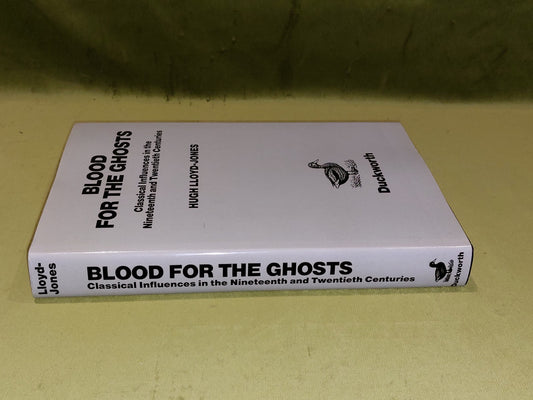 BLOOD
FOR THE GHOSTS
Classical Influences in the
Nineteenth and Twentieth Centuries
HUGH LLOYD-JONES
Duckworth
Lloyd-
Jones
BLOOD FOR THE GHOSTS
Classical Influences in the Nineteenth and Twentieth Centuries
Duckworth